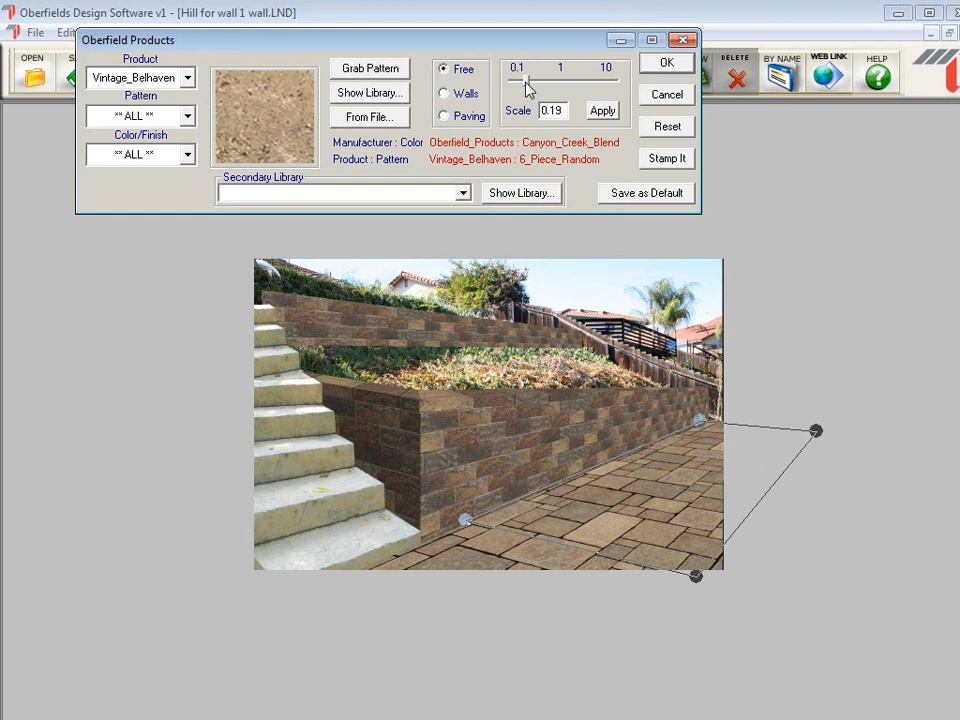 Oberfields Design Software v1 - [Hill for wall 1 wall.LND]
File
Oberfield Products
OPEN
DELETE
BY NAME
WEB LINK
HELP
Product
Vintage_Belhaven
Pattern
** ALL **
Color/Finish
** ALL **
Grab Pattern
Show Library...
From File...
Free
Walls
Paving
0.1 1 10
Scale 0.19 Apply
OK
Cancel
Reset
Stamp It
Save as Default
Manufacturer : Color Oberfield_Products : Canyon_Creek_Blend
Product : Pattern Vintage_Belhaven : 6_Piece_Random
Secondary Library
Show Library...